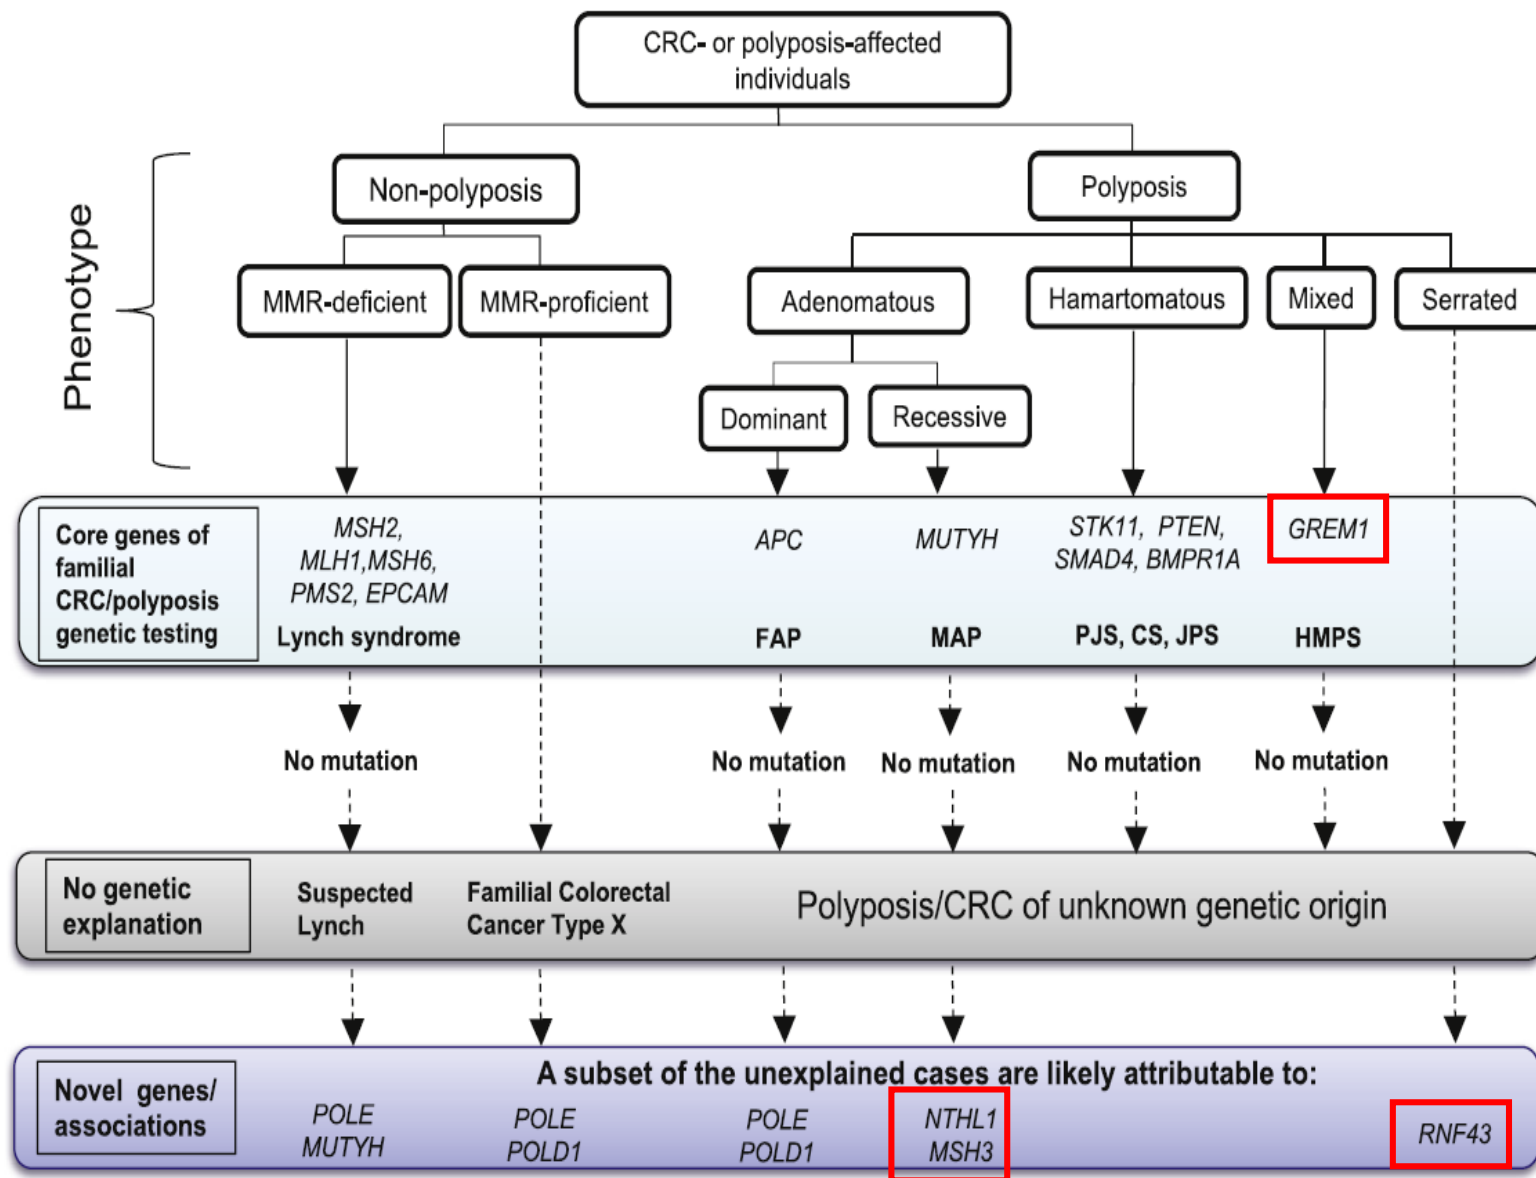 CRC- or polyposis-affected
individuals
Phenotype
Non-polyposis
Polyposis
MMR-deficient
MMR-proficient
Adenomatous
Hamartomatous
Mixed
Serrated
Dominant
Recessive
Core genes of
familial
CRC/polyposis
genetic testing
MSH2,
MLH1,MSH6,
PMS2, EPCAM
Lynch syndrome
APC
FAP
MUTYH
MAP
STK11, PTEN,
SMAD4, BMPR1A
PJS, CS, JPS
GREM1
HMPS
No mutation
No mutation
No mutation
No mutation
No mutation
No genetic
explanation
Suspected
Lynch
Familial Colorectal
Cancer Type X
Polyposis/CRC of unknown genetic origin
Novel genes/
associations
A subset of the unexplained cases are likely attributable to:
POLE
MUTYH
POLE
POLD1
POLE
POLD1
NTHL1
MSH3
RNF43